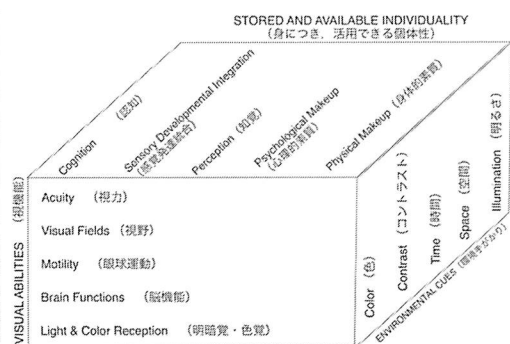 STORED AND AVAILABLE INDIVIDUALITY
（身につき，活用できる個体性）
Cognition （認知）
Sensory Developmental Integration
（感覚発達統合）
Perception （知覚）
Psychological Makeup
（心理的素質）
Physical Makeup （身体的素質）
VISUAL ABILITIES （視機能）
Acuity （視力）
Visual Fields （視野）
Motility （眼球運動）
Brain Functions （脳機能）
Light & Color Reception （明暗覚・色覚）
Color （色）
Contrast （コントラスト）
Time （時間）
Space （空間）
Illumination （明るさ）
ENVIRONMENTAL CUES （環境手がかり）